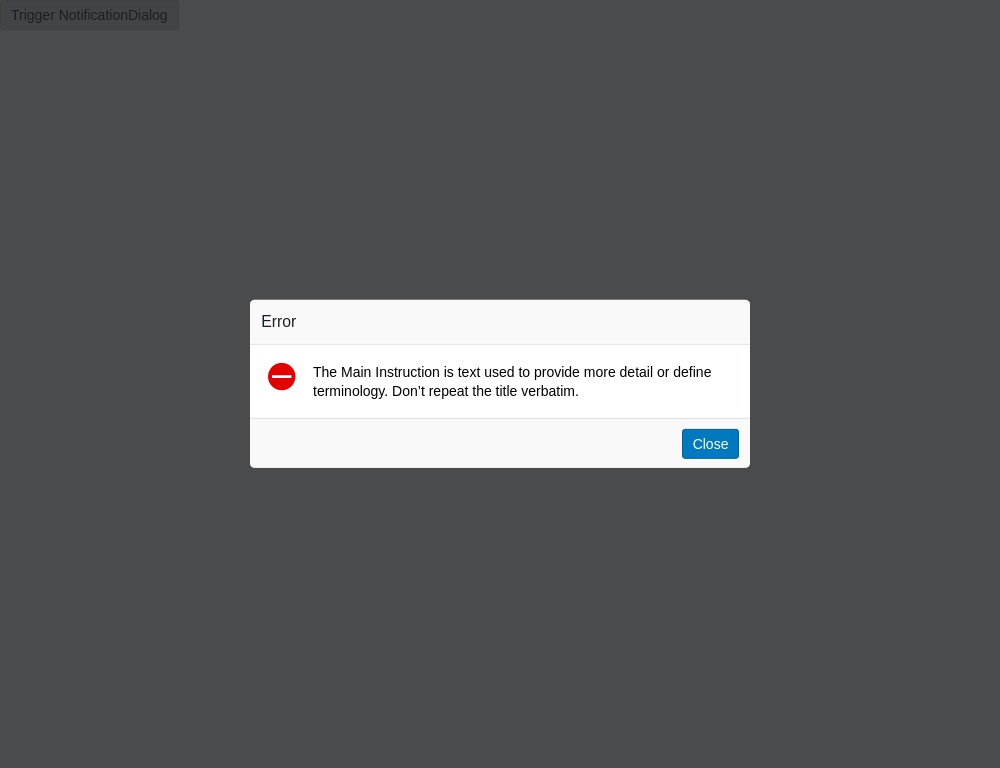 Trigger NotificationDialog
Error
The Main Instruction is text used to provide more detail or define
terminology. Don’t repeat the title verbatim.
Close